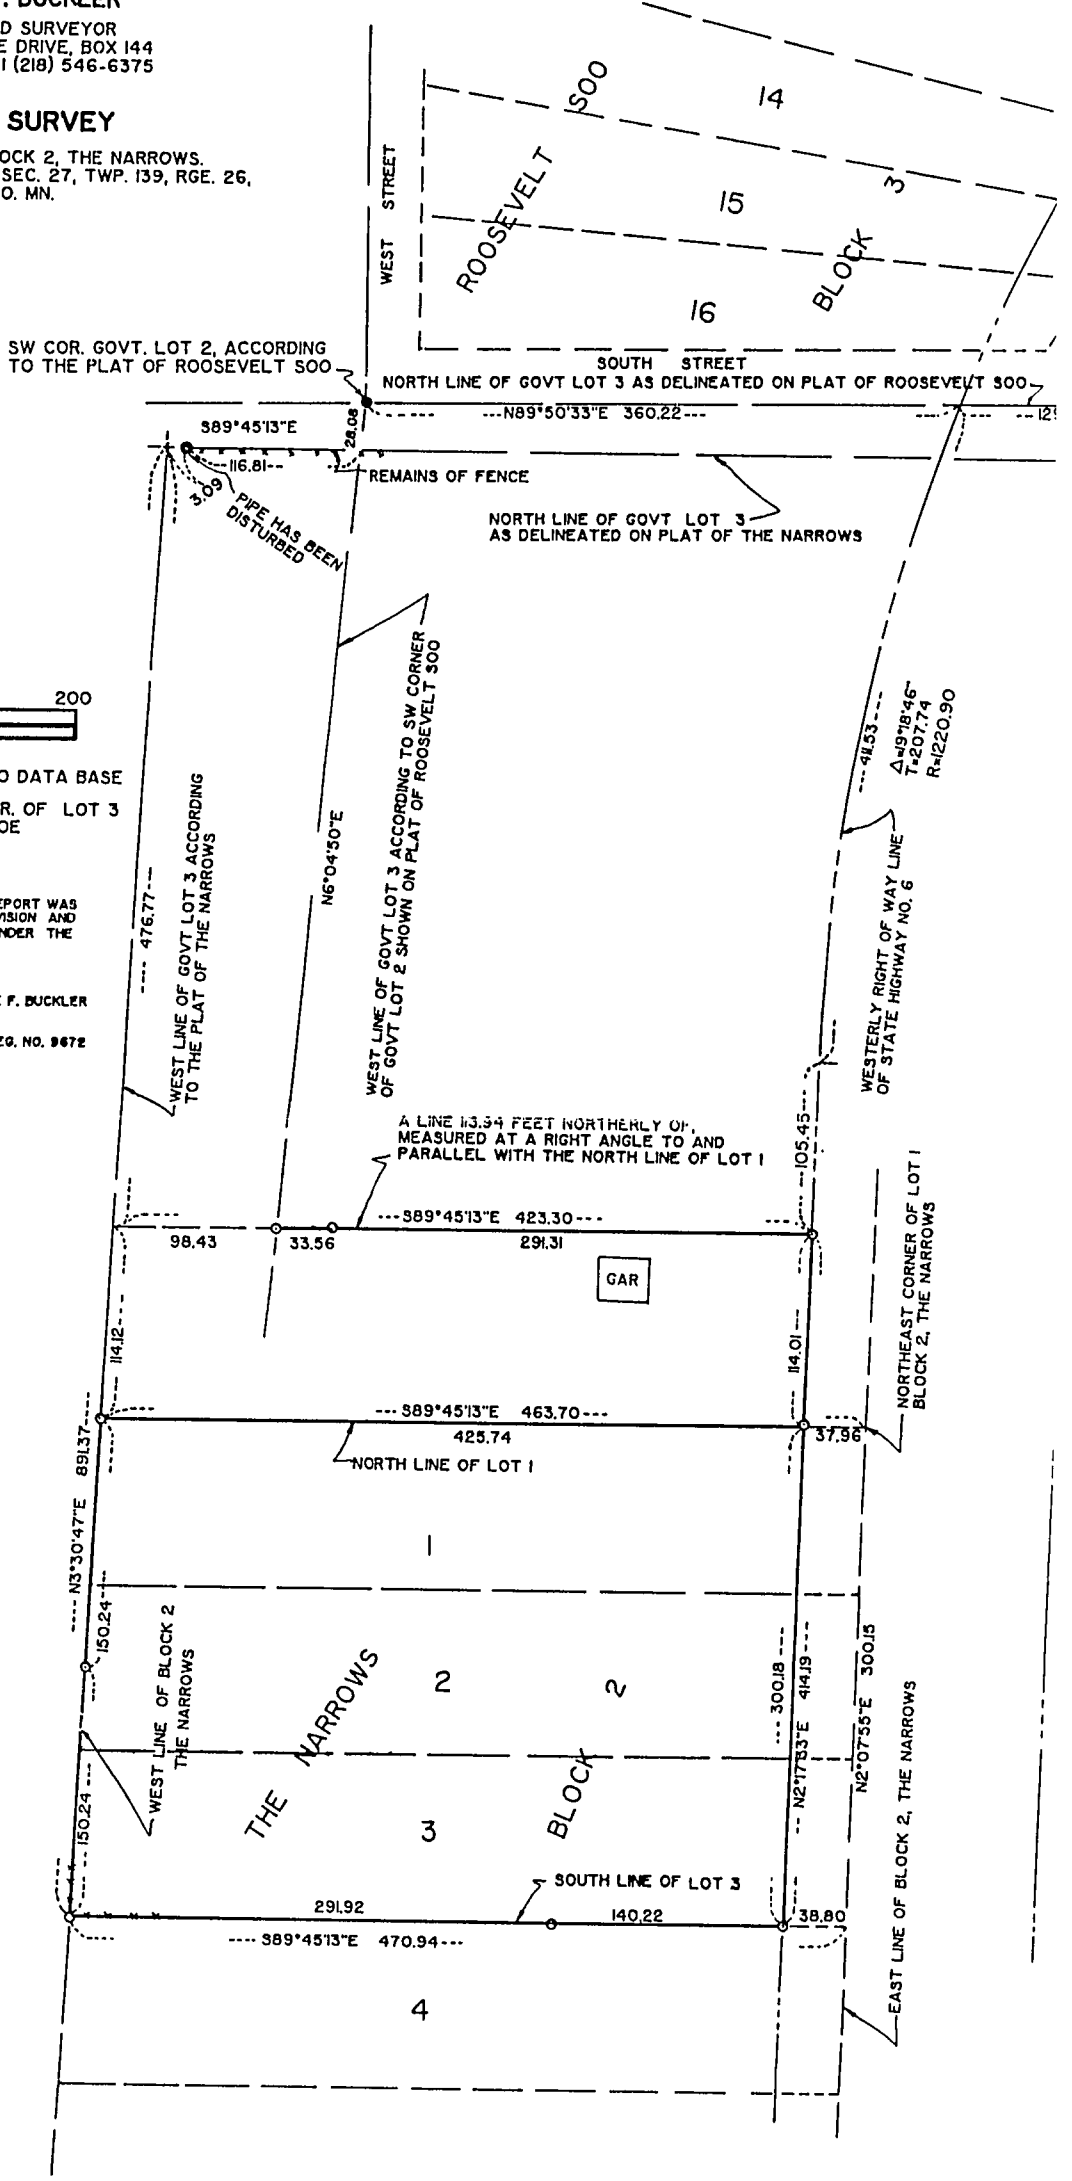 BUCKLER
D SURVEYOR
E DRIVE, BOX 144
1 (218) 546-6375
SURVEY
OCK 2, THE NARROWS.
SEC. 27, TWP. 139, RGE. 26,
O. MN.
SOO
14
WEST STREET
ROOSEVELT
15
3
BLOCK
16
SW COR. GOVT. LOT 2, ACCORDING
TO THE PLAT OF ROOSEVELT SOO
SOUTH STREET
NORTH LINE OF GOVT LOT 3 AS DELINEATED ON PLAT OF ROOSEVELT SOO
N89°50'33"E 360.22
129
S89°45'13"E
28.08
116.81
REMAINS OF FENCE
3.09
PIPE HAS BEEN
DISTURBED
NORTH LINE OF GOVT LOT 3
AS DELINEATED ON PLAT OF THE NARROWS
200
O DATA BASE
R. OF LOT 3
OE
EPORT WAS
VISION AND
NDER THE
F. BUCKLER
EG. NO. 9672
476.77
WEST LINE OF GOVT LOT 3 ACCORDING
TO THE PLAT OF THE NARROWS
N6°04'50"E
WEST LINE OF GOVT LOT 3 ACCORDING TO SW CORNER
OF GOVT LOT 2 SHOWN ON PLAT OF ROOSEVELT SOO
411.53
Δ=19°18'46"
T=207.74
R=1220.90
WESTERLY RIGHT OF WAY LINE
OF STATE HIGHWAY NO. 6
105.45
A LINE 113.94 FEET NORTHERLY OF,
MEASURED AT A RIGHT ANGLE TO AND
PARALLEL WITH THE NORTH LINE OF LOT 1
S89°45'13"E 423.30
98.43
33.56
291.31
GAR
114.12
114.01
NORTHEAST CORNER OF LOT 1
BLOCK 2, THE NARROWS
S89°45'13"E 463.70
425.74
37.96
NORTH LINE OF LOT 1
N3°30'47"E 891.37
1
150.24
WEST LINE OF BLOCK 2
THE NARROWS
2
2
300.18
N2°17'53"E 414.19
N2°07'55"E 300.15
THE NARROWS
BLOCK
3
150.24
SOUTH LINE OF LOT 3
291.92
140.22
38.80
S89°45'13"E 470.94
EAST LINE OF BLOCK 2, THE NARROWS
4